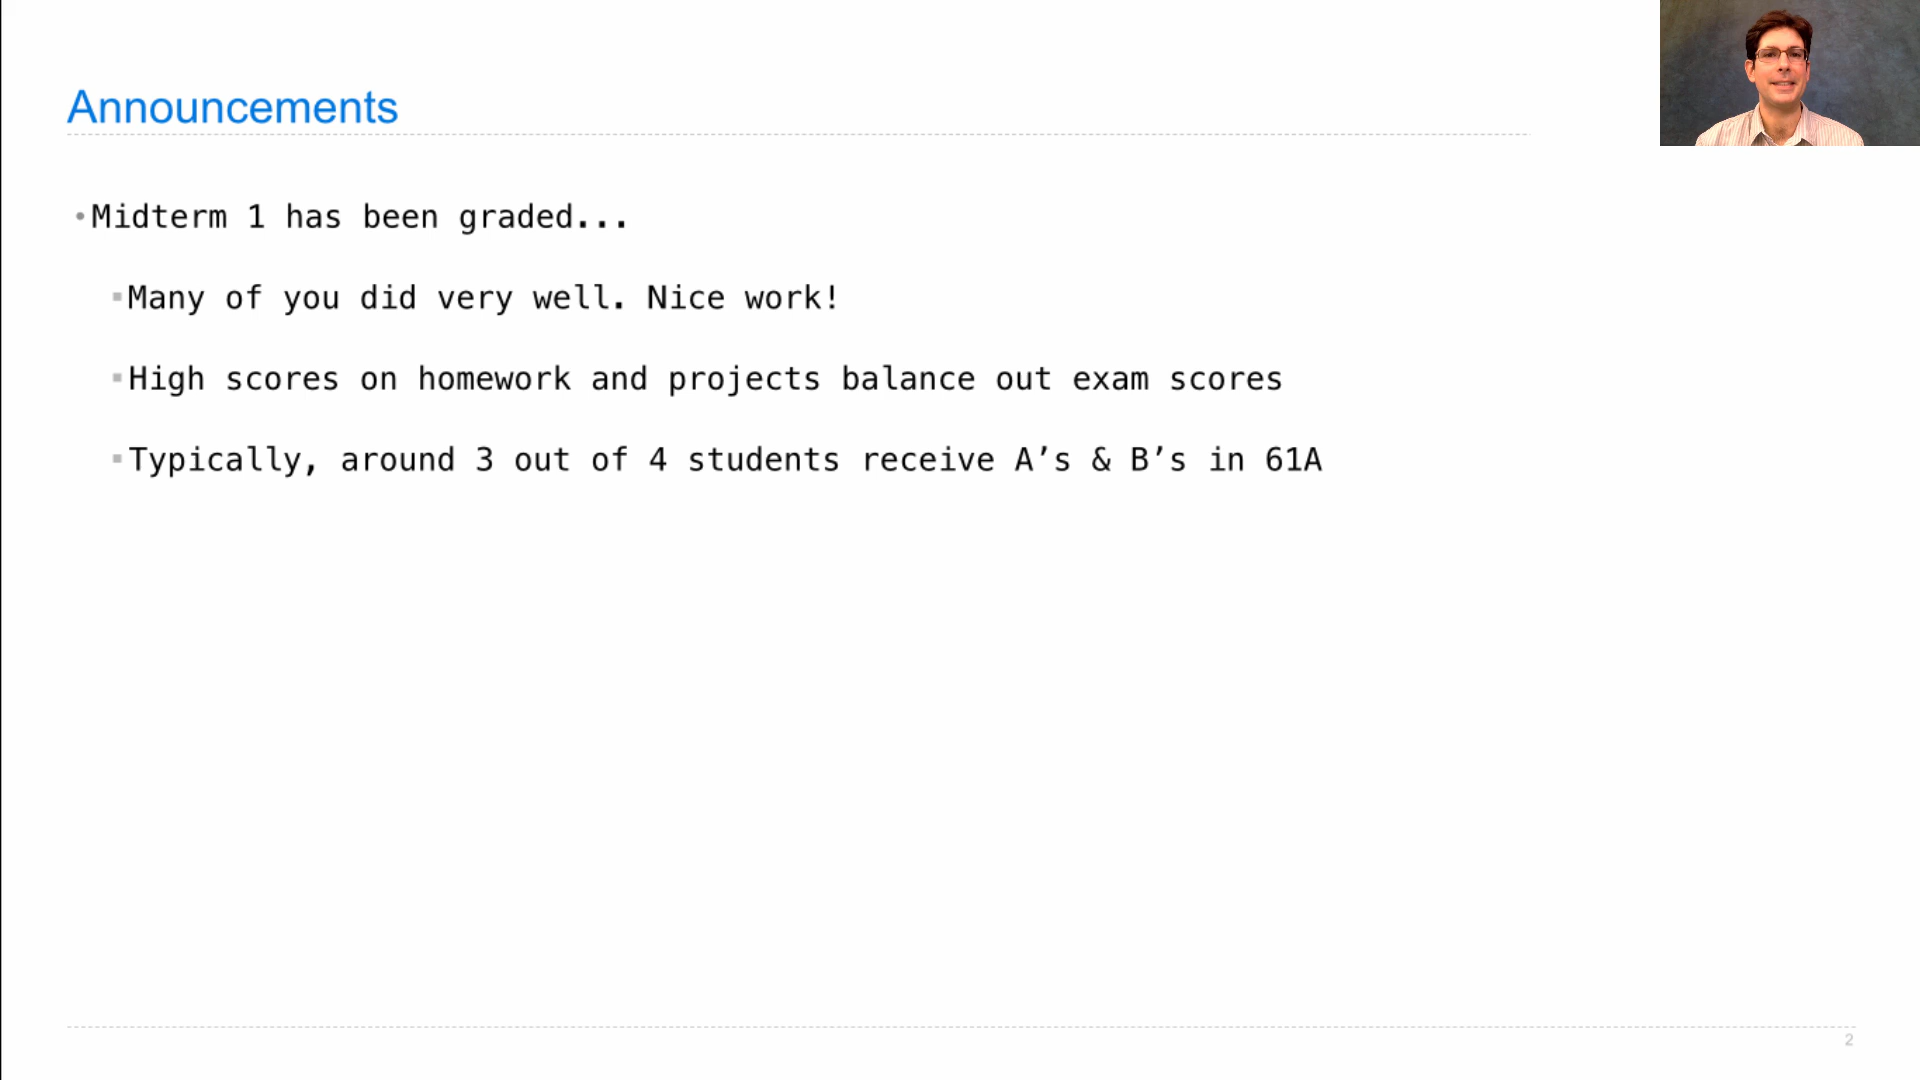 Announcements
•Midterm 1 has been graded...
▪Many of you did very well. Nice work!
▪High scores on homework and projects balance out exam scores
▪Typically, around 3 out of 4 students receive A’s & B’s in 61A
2